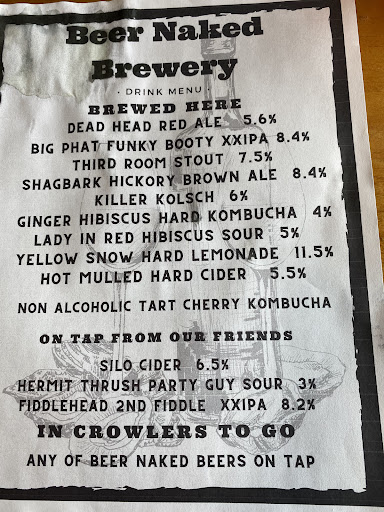 Beer Naked
Brewery
· DRINK MENU ·
BREWED HERE
DEAD HEAD RED ALE 5.6%
BIG PHAT FUNKY BOOTY XXIPA 8.4%
THIRD ROOM STOUT 7.5%
SHAGBARK HICKORY BROWN ALE 8.4%
KILLER KOLSCH 6%
GINGER HIBISCUS HARD KOMBUCHA 4%
LADY IN RED HIBISCUS SOUR 5%
YELLOW SNOW HARD LEMONADE 11.5%
HOT MULLED HARD CIDER 5.5%
NON ALCOHOLIC TART CHERRY KOMBUCHA
ON TAP FROM OUR FRIENDS
SILO CIDER 6.5%
HERMIT THRUSH PARTY GUY SOUR 3%
FIDDLEHEAD 2ND FIDDLE XXIPA 8.2%
IN CROWLERS TO GO
ANY OF BEER NAKED BEERS ON TAP